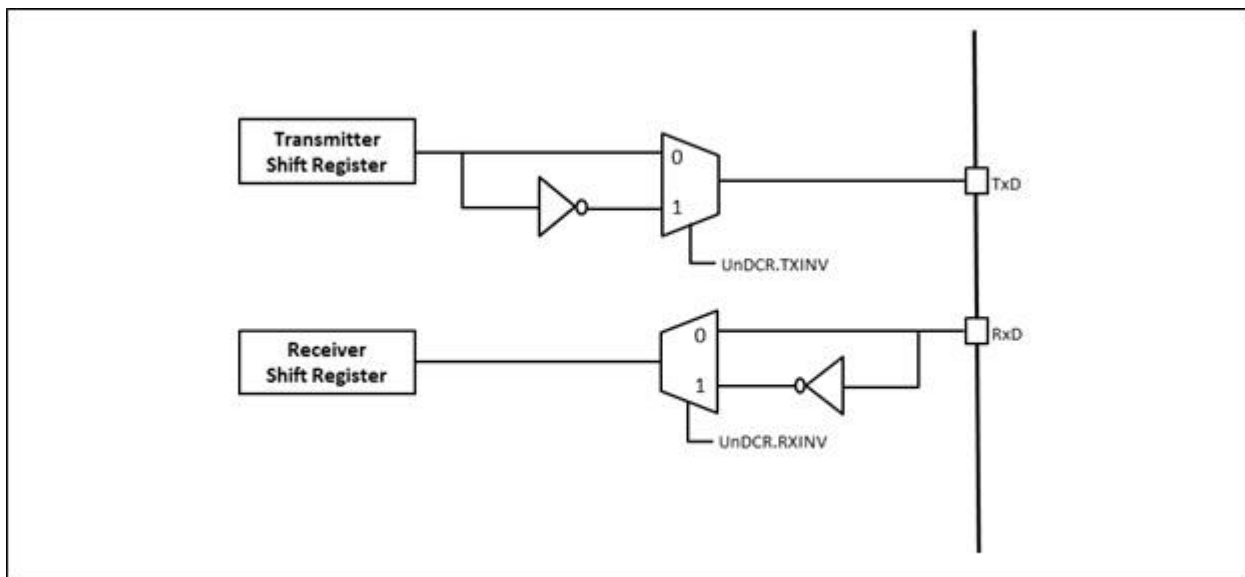 Transmitter
Shift Register
0
1
TxD
UnDCR.TXINV
Receiver
Shift Register
0
1
RxD
UnDCR.RXINV